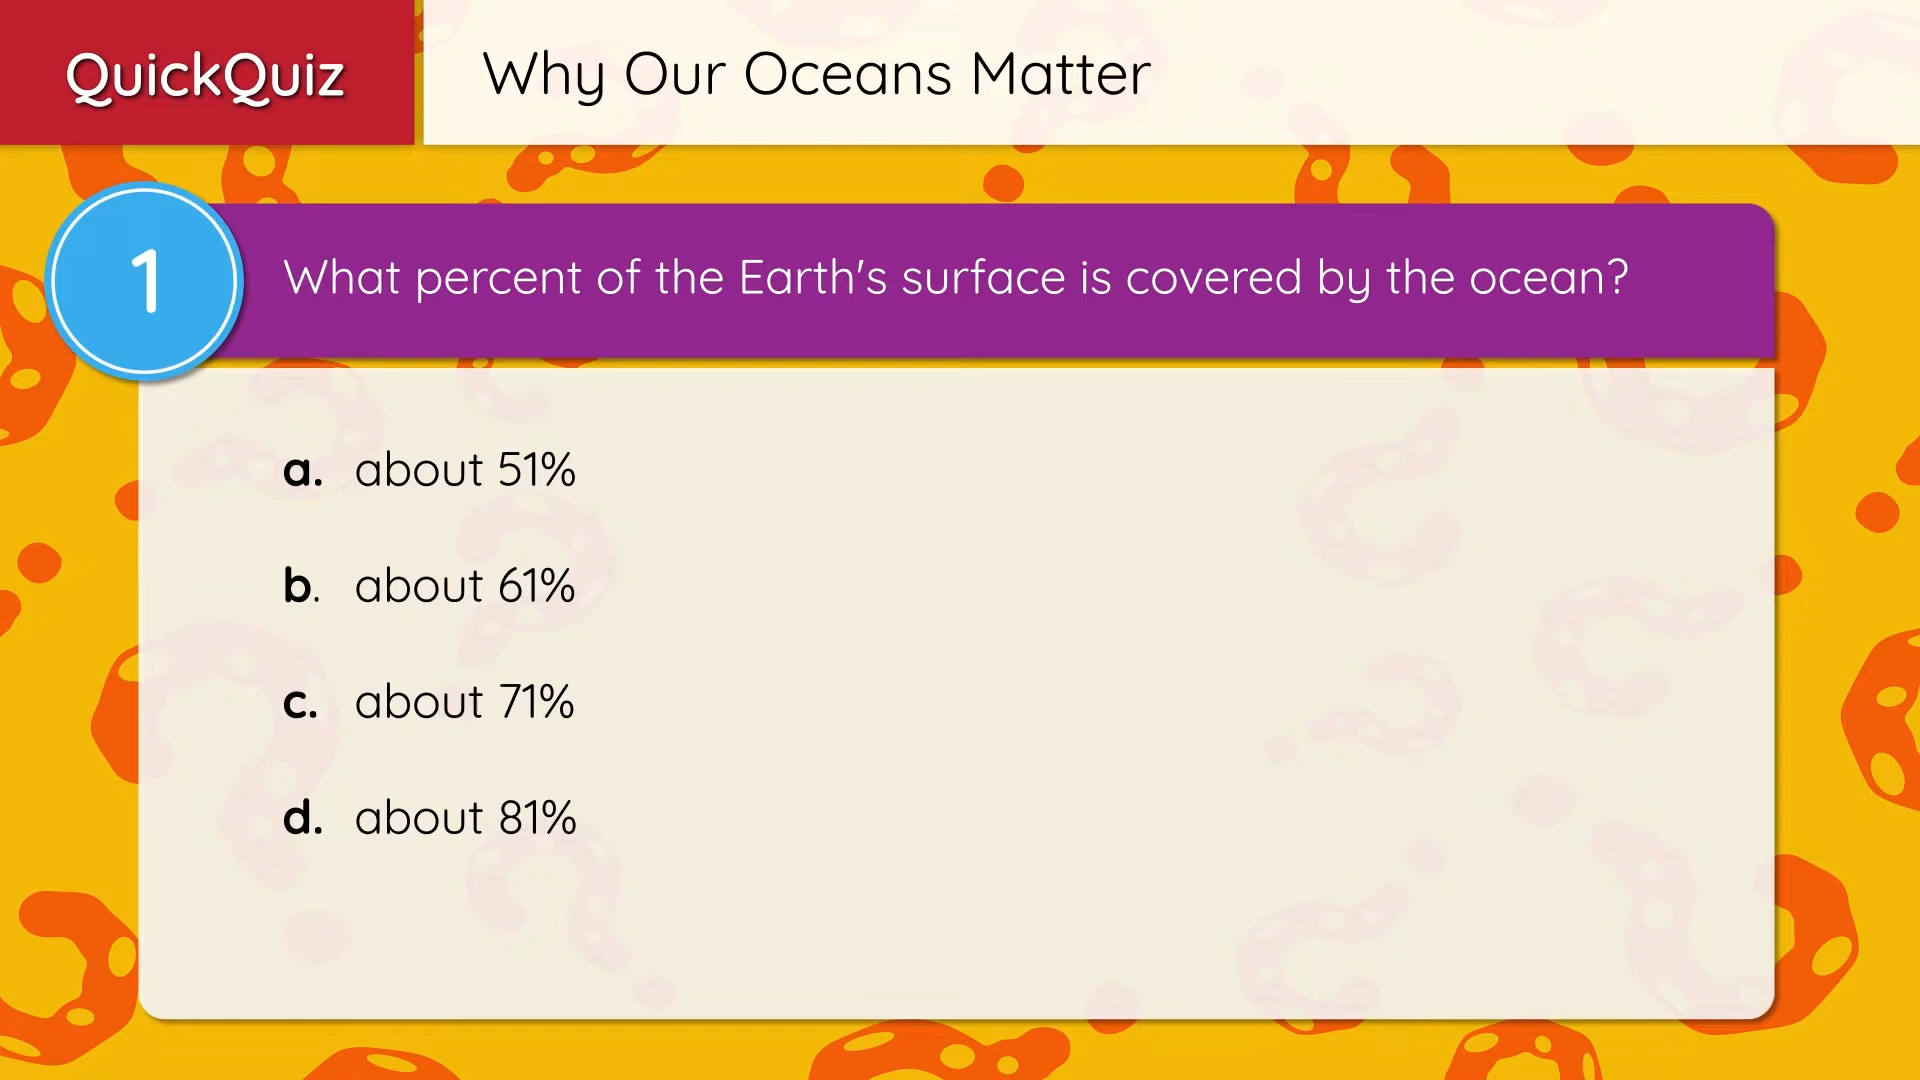 QuickQuiz
Why Our Oceans Matter
1
What percent of the Earth's surface is covered by the ocean?
a. about 51%
b. about 61%
c. about 71%
d. about 81%